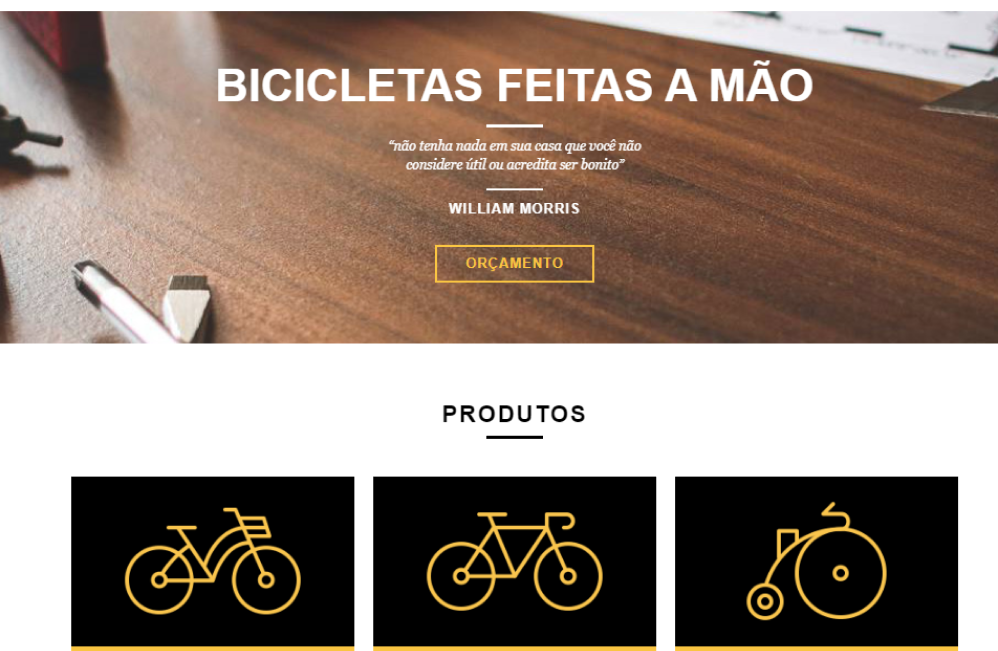 BICICLETAS FEITAS A MÃO
“não tenha nada em sua casa que você não
considere útil ou acredita ser bonito”
WILLIAM MORRIS
ORÇAMENTO
PRODUTOS